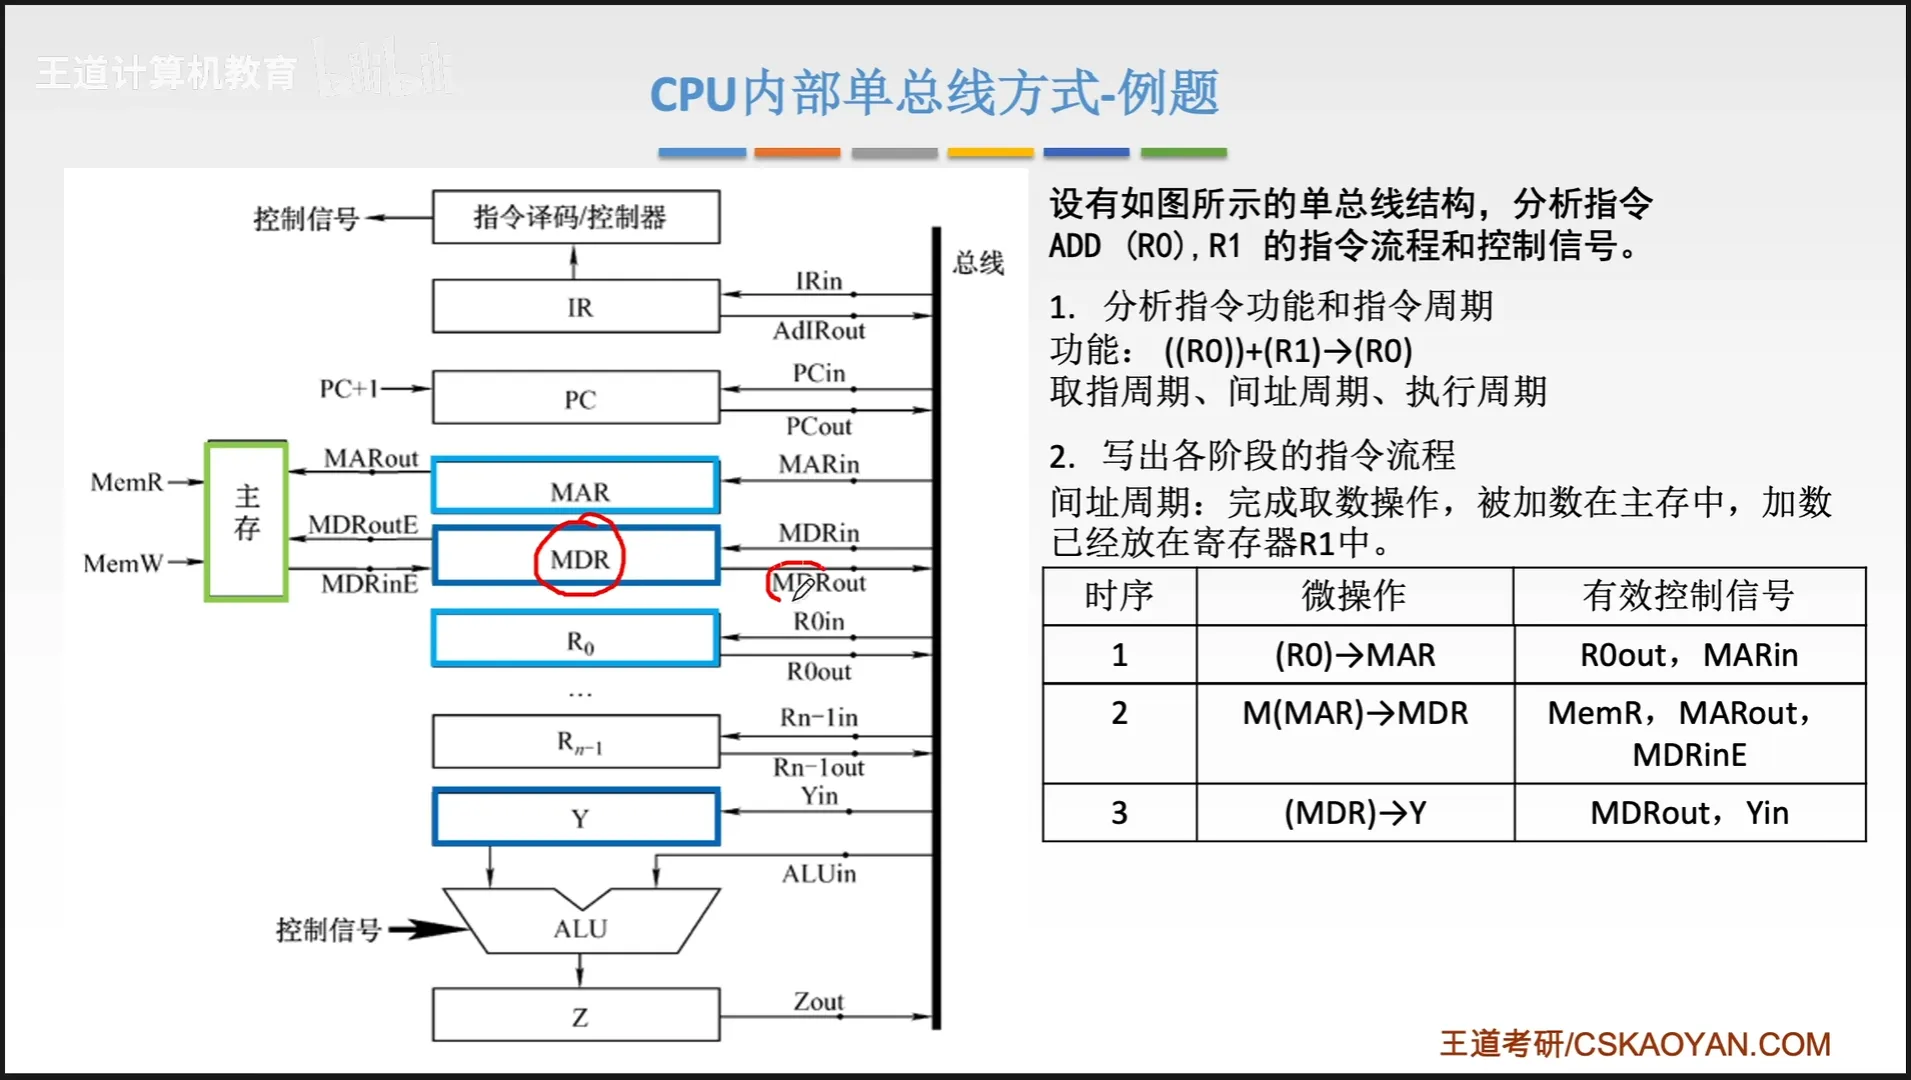 王道计算机教育 bilibili
CPU内部单总线方式-例题
控制信号
指令译码/控制器
总线
IR
IRin
AdIRout
PC+1
PC
PCin
PCout
MemR
MemW
主存
MARout
MAR
MARin
MDRoutE
MDRinE
MDR
MDRin
MDRout
R0
R0in
R0out
…
Rn-1
Rn-1in
Rn-1out
Y
Yin
ALUin
控制信号
ALU
Z
Zout
设有如图所示的单总线结构，分析指令
ADD (R0),R1 的指令流程和控制信号。
1. 分析指令功能和指令周期
功能： ((R0))+(R1)→(R0)
取指周期、间址周期、执行周期
2. 写出各阶段的指令流程
间址周期：完成取数操作，被加数在主存中，加数
已经放在寄存器R1中。
时序 微操作 有效控制信号
1 (R0)→MAR R0out，MARin
2 M(MAR)→MDR MemR，MARout，
MDRinE
3 (MDR)→Y MDRout，Yin
王道考研/CSKAOYAN.COM